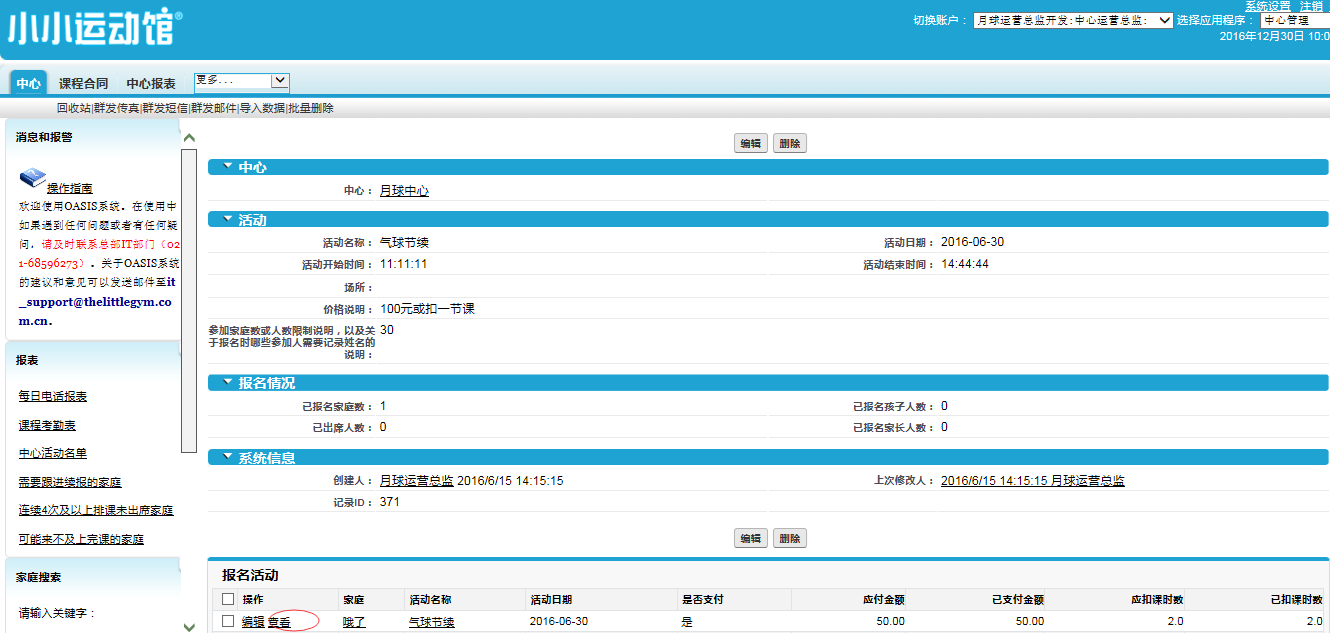 小小运动馆®
系统设置 注销
切换账户： 月球运营总监开发:中心运营总监: 选择应用程序： 中心管理
2016年12月30日 10:0
中心 课程合同 中心报表 更多...
回收站|群发传真|群发短信|群发邮件|导入数据|批量删除
消息和报警
操作指南
欢迎使用OASIS系统。在使用中
如果遇到任何问题或者有任何疑
问，请及时联系总部IT部门（02
1-68596273）。关于OASIS系统
的建议和意见可以发送邮件至it
_support@thelittlegym.co
m.cn.
报表
每日电话报表
课程考勤表
中心活动名单
需要跟进续报的家庭
连续4次及以上排课未出席家庭
可能来不及上完课的家庭
家庭搜索
请输入关键字：
编辑 删除
中心
中心： 月球中心
活动
活动名称： 气球节续 活动日期： 2016-06-30
活动开始时间： 11:11:11 活动结束时间： 14:44:44
场所：
价格说明： 100元或扣一节课
参加家庭数或人数限制说明，以及关 30
于报名时哪些参加人需要记录姓名的
说明：
报名情况
已报名家庭数： 1 已报名孩子人数： 0
已出席人数： 0 已报名家长人数： 0
系统信息
创建人： 月球运营总监 2016/6/15 14:15:15 上次修改人： 2016/6/15 14:15:15 月球运营总监
记录ID： 371
编辑 删除
报名活动
操作 家庭 活动名称 活动日期 是否支付 应付金额 已支付金额 应扣课时数 已扣课时数
编辑 查看 哦了 气球节续 2016-06-30 是 50.00 50.00 2.0 2.0